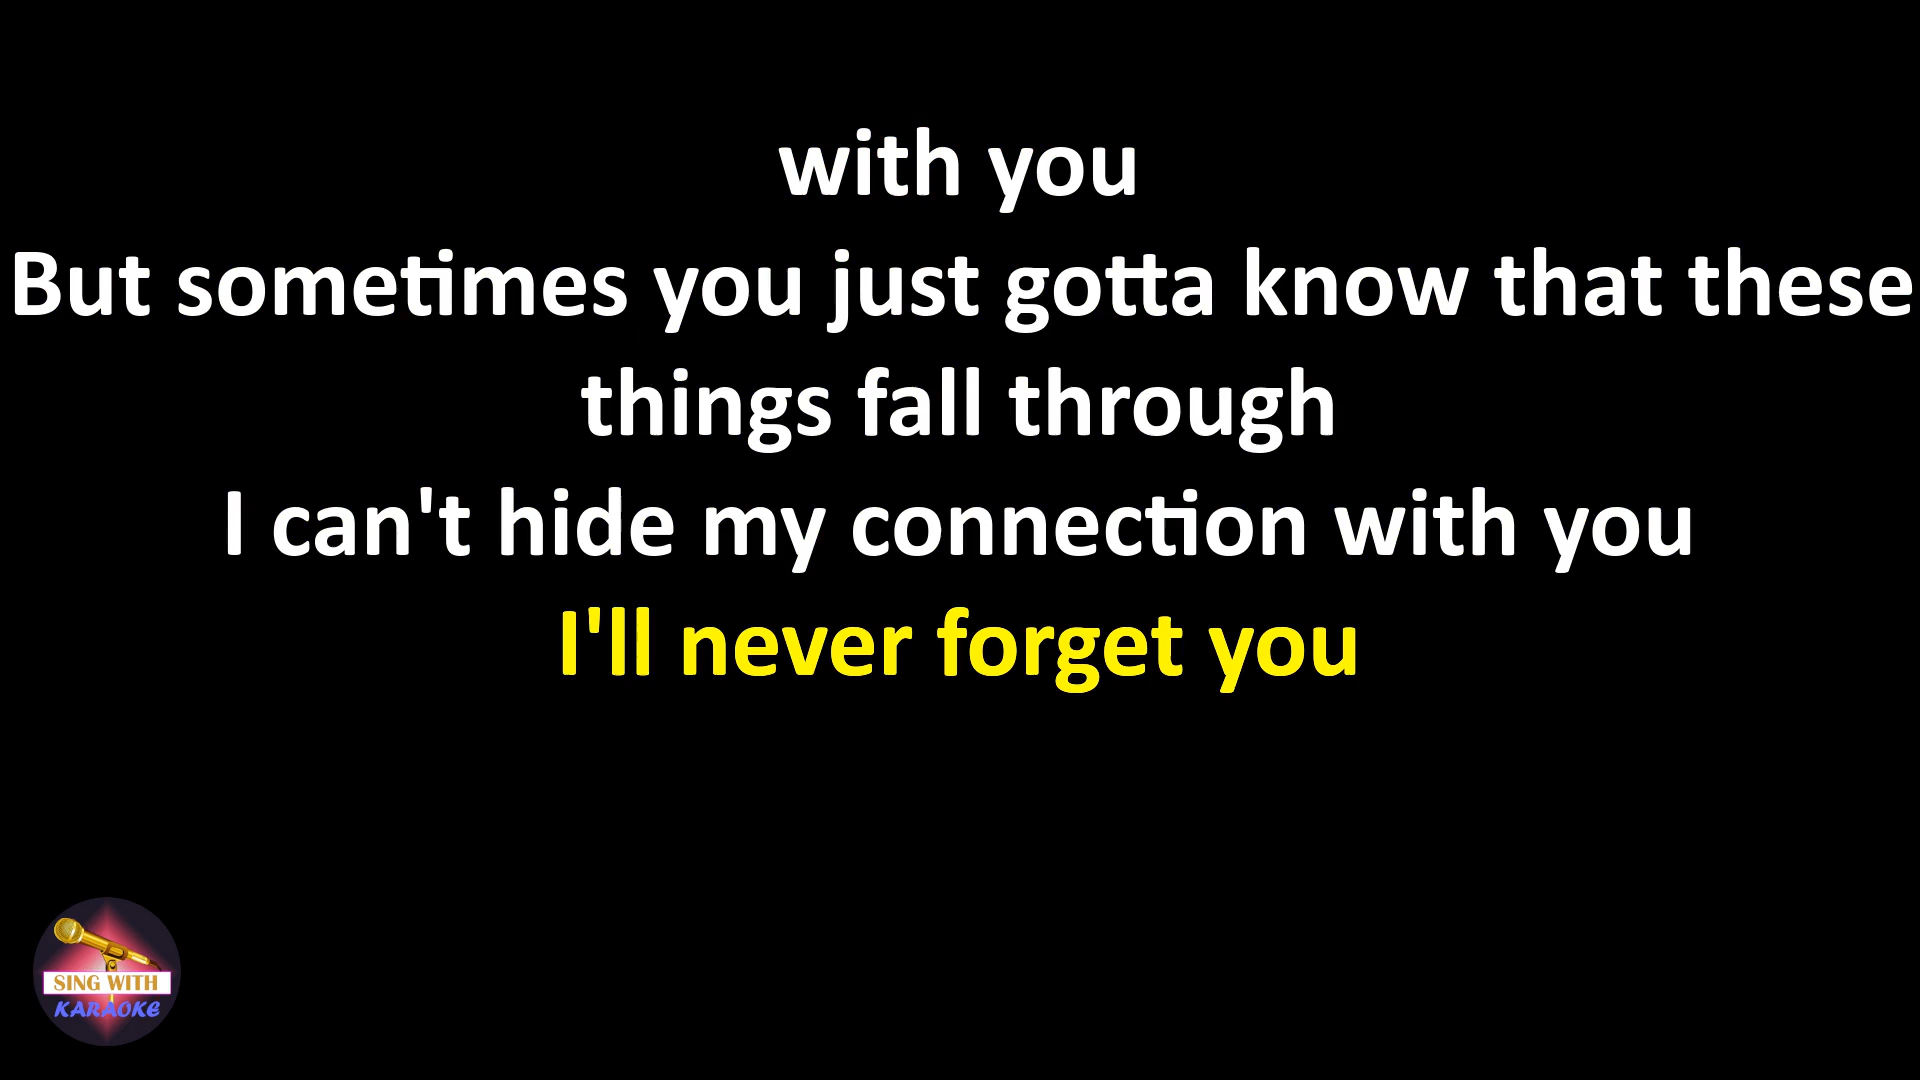 with you
But sometimes you just gotta know that these
things fall through
I can't hide my connection with you
I'll never forget you
SING WITH
KARAOKE